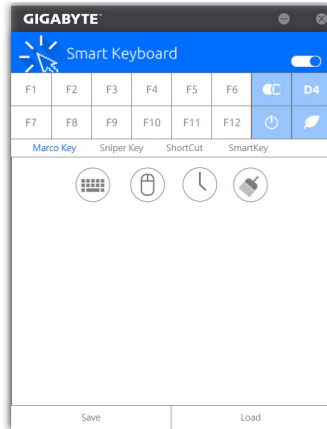 GIGABYTE™
Smart Keyboard
F1 F2 F3 F4 F5 F6 D4
F7 F8 F9 F10 F11 F12
Marco Key Sniper Key ShortCut SmartKey
Save Load